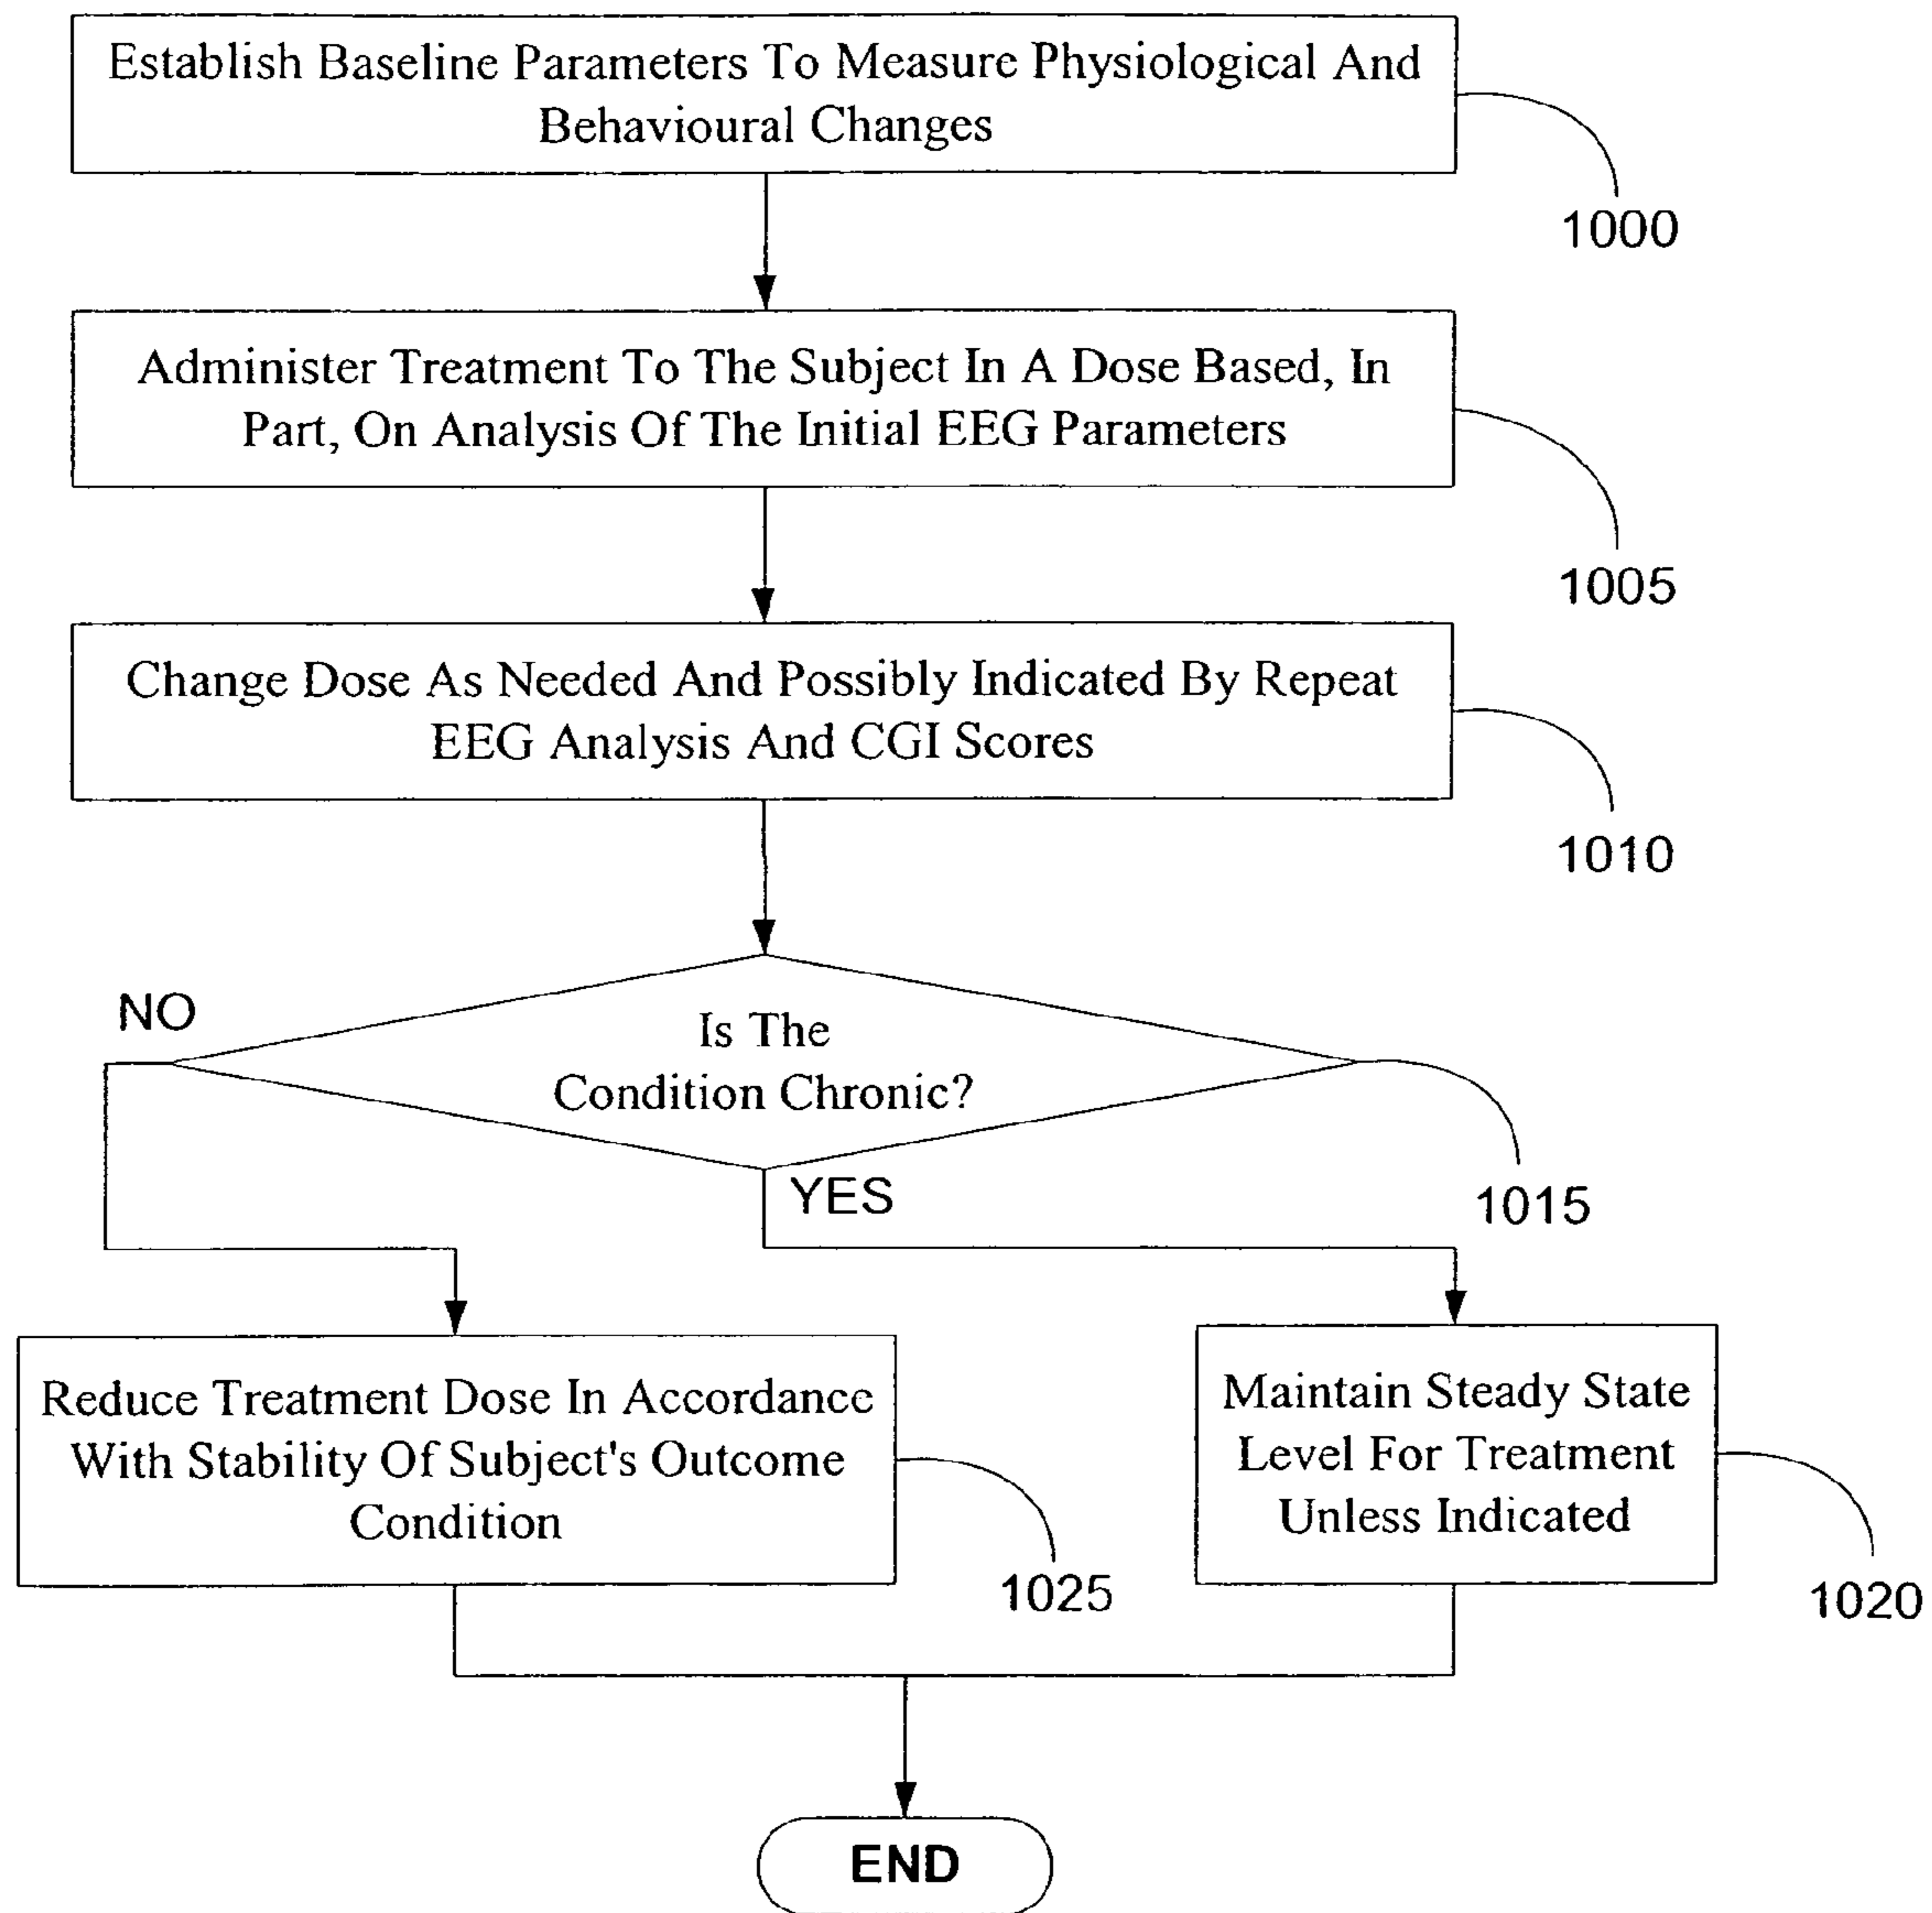 Establish Baseline Parameters To Measure Physiological And
Behavioural Changes
1000
Administer Treatment To The Subject In A Dose Based, In
Part, On Analysis Of The Initial EEG Parameters
1005
Change Dose As Needed And Possibly Indicated By Repeat
EEG Analysis And CGI Scores
1010
NO
Is The
Condition Chronic?
YES
1015
Reduce Treatment Dose In Accordance
With Stability Of Subject's Outcome
Condition
1025
Maintain Steady State
Level For Treatment
Unless Indicated
1020
END